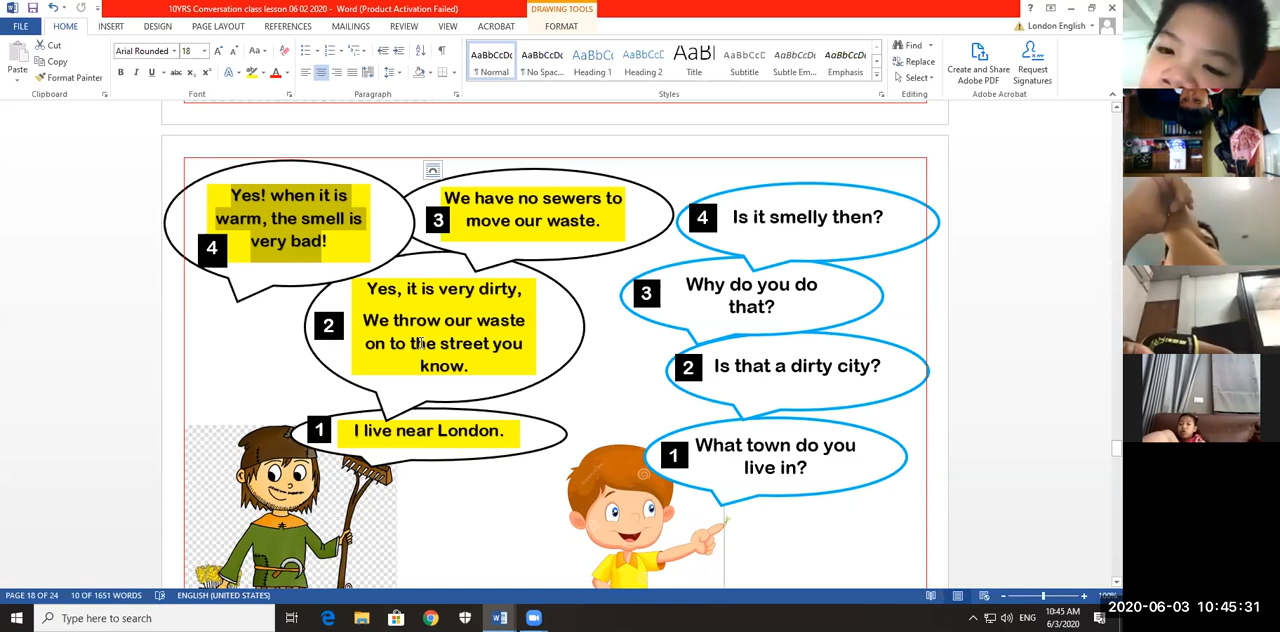 10YRS Conversation class lesson 06 02 2020 - Word (Product Activation Failed)
DRAWING TOOLS
FILE HOME INSERT DESIGN PAGE LAYOUT REFERENCES MAILINGS REVIEW VIEW ACROBAT FORMAT
London English
Paste
Cut
Copy
Format Painter
Clipboard
Arial Rounded 18
Font
Paragraph
AaBbCcDc AaBbCcDc AaBbCc AaBbCcD AaBl AaBbCcD AaBbCcDc AaBbCcDc
¶ Normal ¶ No Spac... Heading 1 Heading 2 Title Subtitle Subtle Em... Emphasis
Styles
Find
Replace
Select
Editing
Create and Share
Adobe PDF
Request
Signatures
Adobe Acrobat
Yes! when it is
warm, the smell is
very bad!
4
We have no sewers to
move our waste.
3
Yes, it is very dirty,
We throw our waste
on to the street you
know.
2
1 I live near London.
4 Is it smelly then?
3 Why do you do
that?
2 Is that a dirty city?
1 What town do you
live in?
PAGE 18 OF 24 10 OF 1651 WORDS ENGLISH (UNITED STATES)
100%
Type here to search
ENG
10:45 AM
6/3/2020
2020-06-03 10:45:31